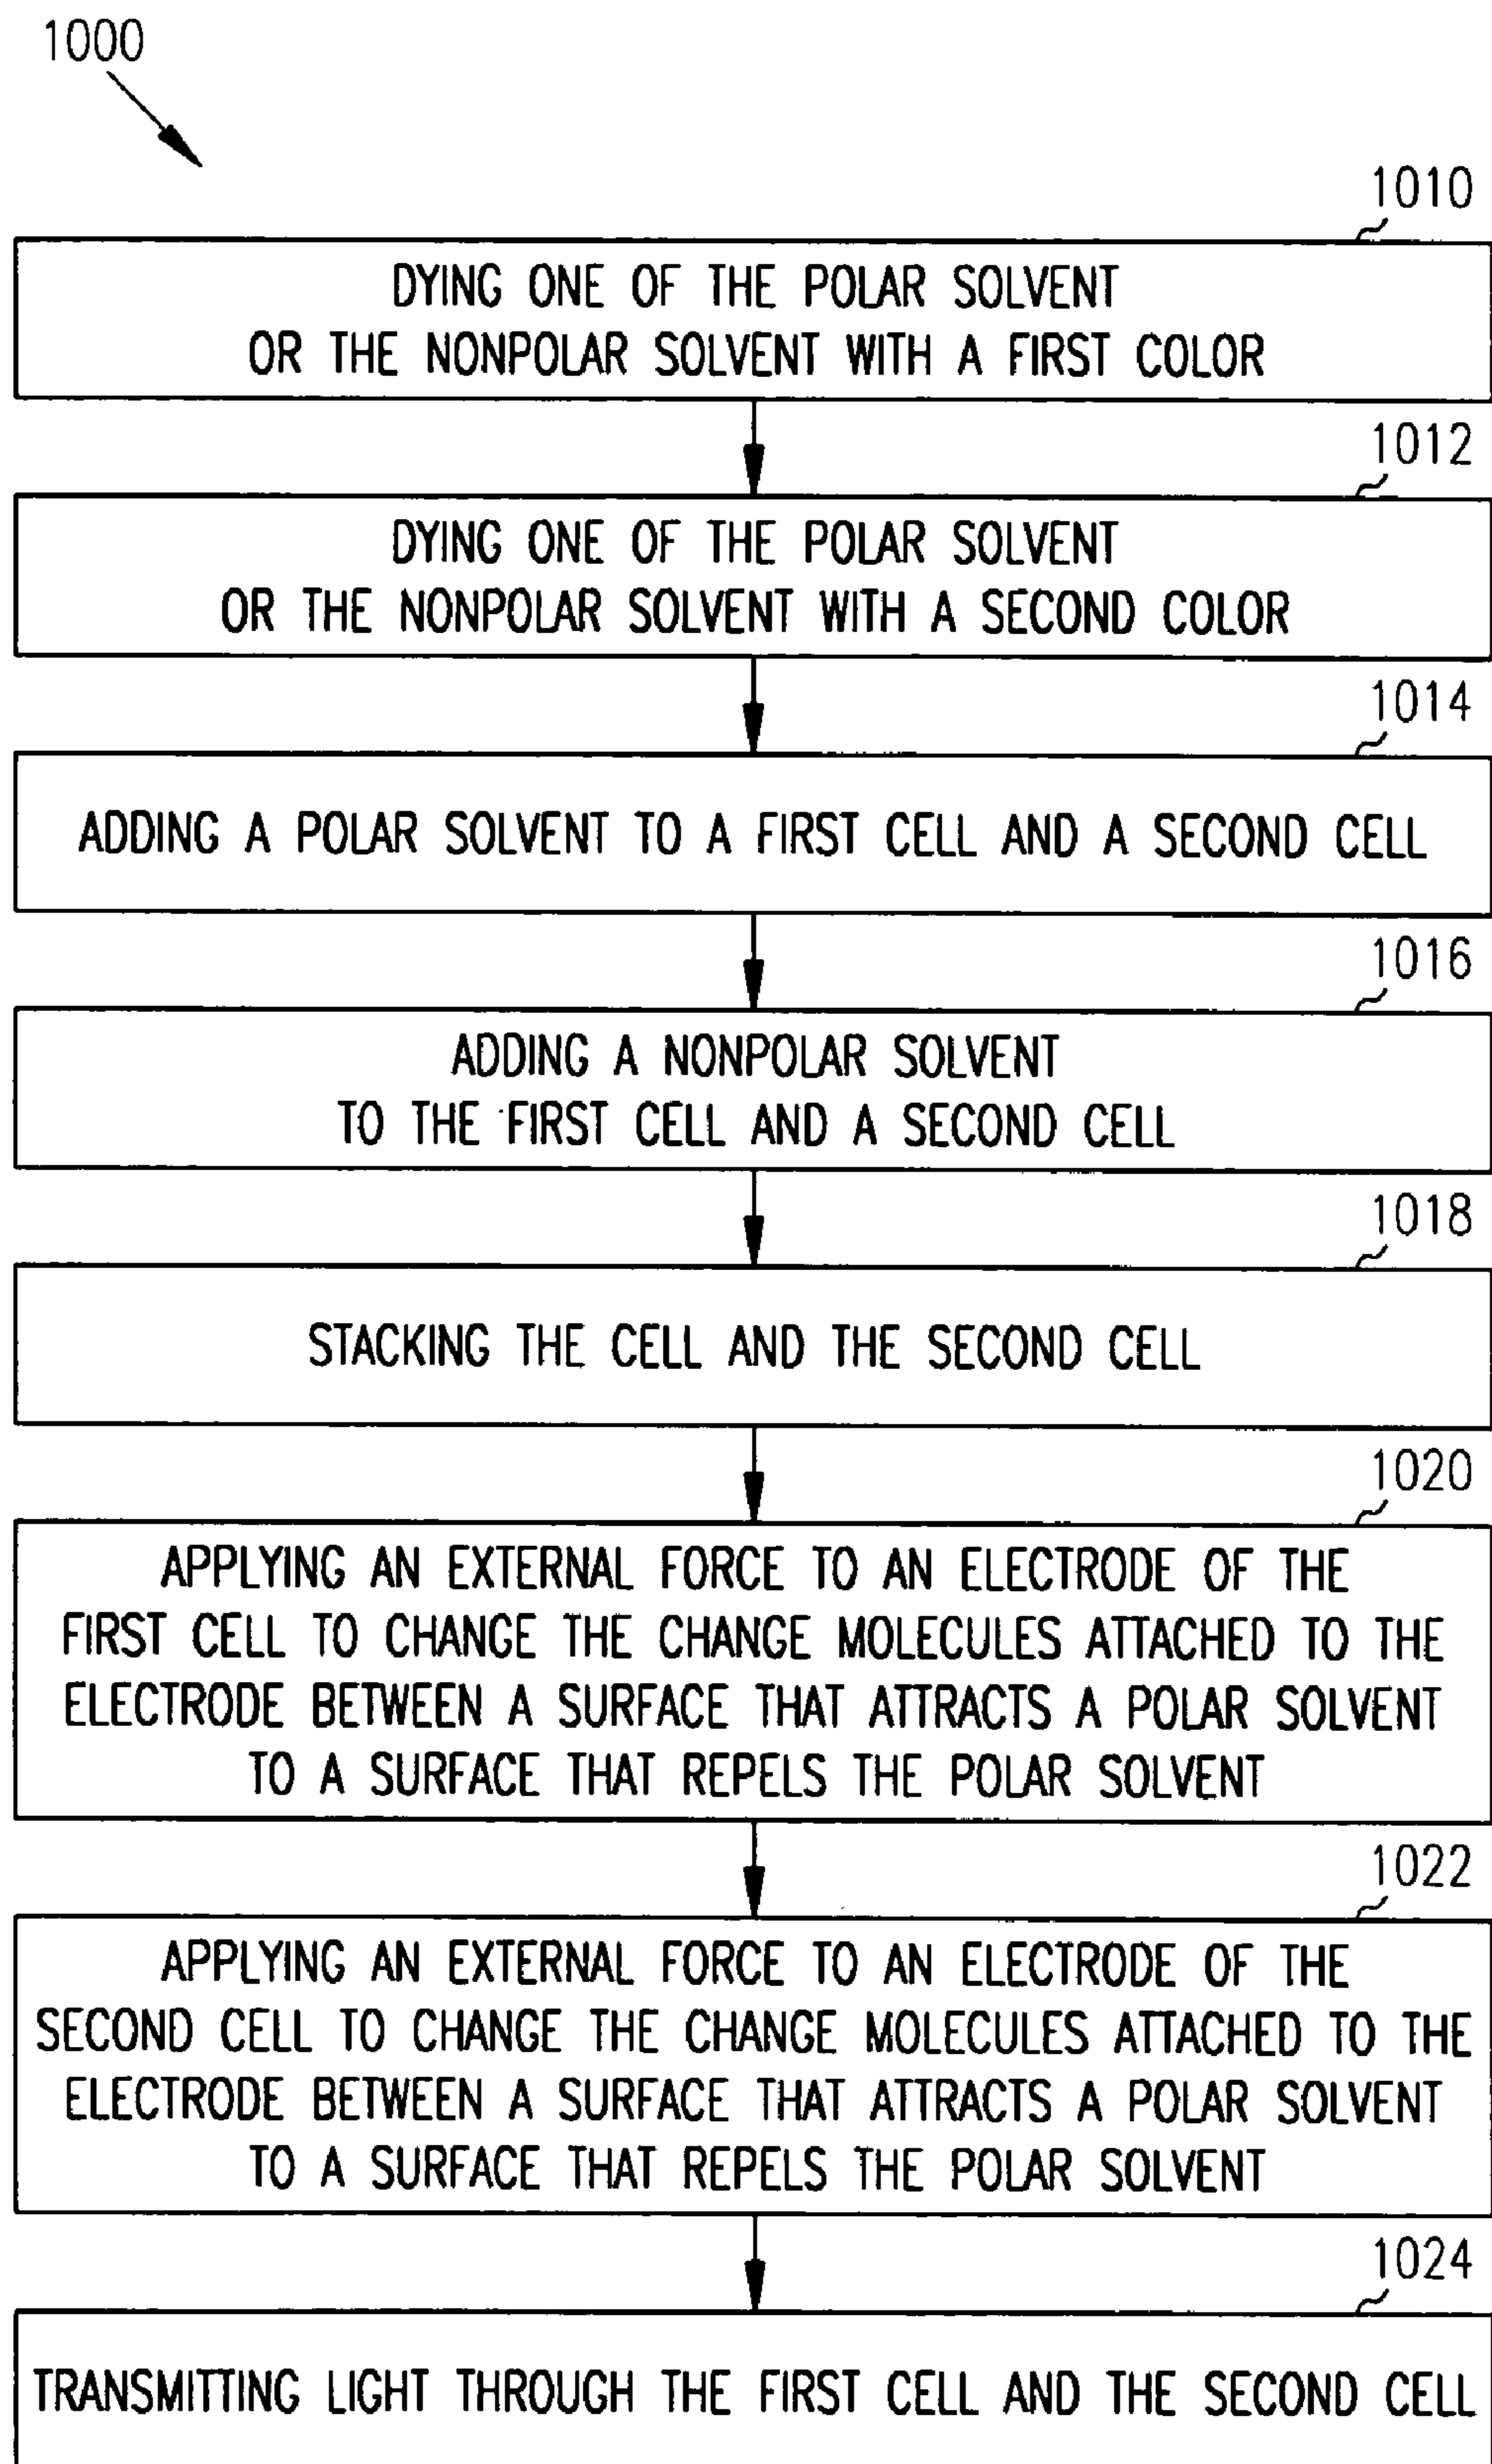 1000
1010
DYING ONE OF THE POLAR SOLVENT
OR THE NONPOLAR SOLVENT WITH A FIRST COLOR
1012
DYING ONE OF THE POLAR SOLVENT
OR THE NONPOLAR SOLVENT WITH A SECOND COLOR
1014
ADDING A POLAR SOLVENT TO A FIRST CELL AND A SECOND CELL
1016
ADDING A NONPOLAR SOLVENT
TO THE FIRST CELL AND A SECOND CELL
1018
STACKING THE CELL AND THE SECOND CELL
1020
APPLYING AN EXTERNAL FORCE TO AN ELECTRODE OF THE
FIRST CELL TO CHANGE THE CHANGE MOLECULES ATTACHED TO THE
ELECTRODE BETWEEN A SURFACE THAT ATTRACTS A POLAR SOLVENT
TO A SURFACE THAT REPELS THE POLAR SOLVENT
1022
APPLYING AN EXTERNAL FORCE TO AN ELECTRODE OF THE
SECOND CELL TO CHANGE THE CHANGE MOLECULES ATTACHED TO THE
ELECTRODE BETWEEN A SURFACE THAT ATTRACTS A POLAR SOLVENT
TO A SURFACE THAT REPELS THE POLAR SOLVENT
1024
TRANSMITTING LIGHT THROUGH THE FIRST CELL AND THE SECOND CELL